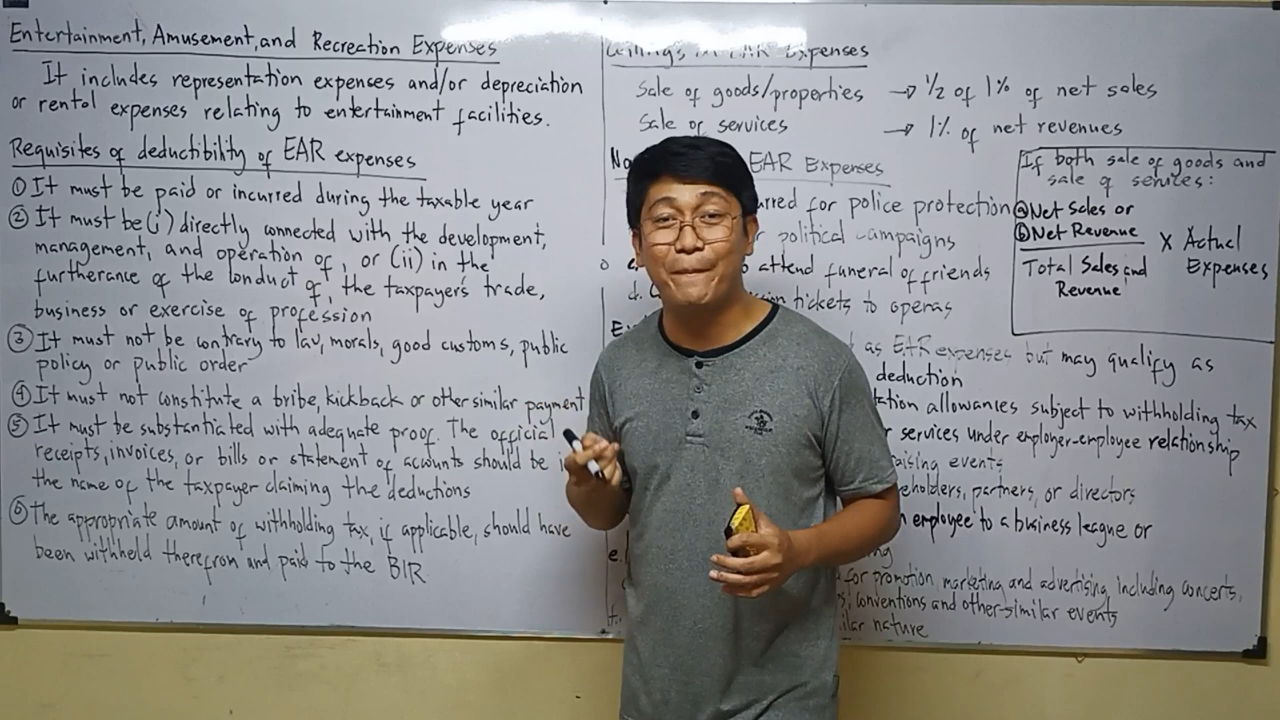 Entertainment, Amusement, and Recreation Expenses
It includes representation expenses and/or depreciation
or rental expenses relating to entertainment facilities.
Requisites of deductibility of EAR expenses
① It must be paid or incurred during the taxable year
② It must be (i) directly connected with the development,
management, and operation of, or (ii) in the
furtherance of the conduct of, the taxpayer's trade,
business or exercise of profession
③ It must not be contrary to law, morals, good customs, public
policy or public order
④ It must not constitute a bribe, kickback or other similar payment
⑤ It must be substantiated with adequate proof. The official
receipts, invoices, or bills or statement of accounts should be
the name of the taxpayer claiming the deductions
⑥ The appropriate amount of withholding tax, if applicable, should have
been withheld therefrom and paid to the BIR
Expenses
Sale of goods/properties → ½ of 1% of net sales
Sale of services → 1% of net revenues
EAR Expenses
for police protection
political campaigns
to attend funeral of friends
d. tickets to operas
If both sale of goods and
sale of services:
ⓐ Net Sales or
ⓑ Net Revenue
Total Sales and
Revenue
X Actual
Expenses
as EAR expenses but may qualify as
deduction
allowances subject to withholding tax
services under employer-employee relationship
events
partners, or directors
employee to a business league or
e.
for promotion, marketing and advertising including concerts,
conventions and other similar events
f. nature